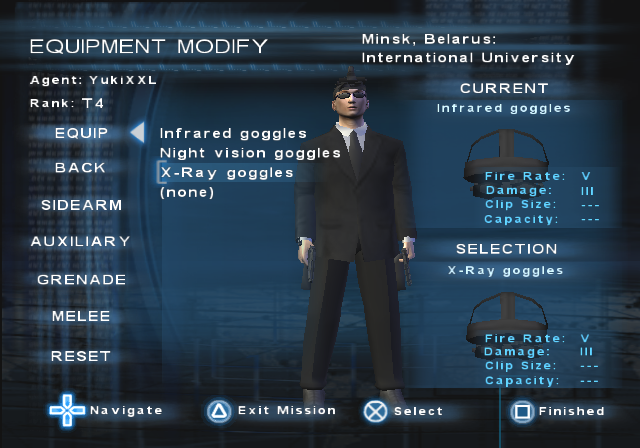 EQUIPMENT MODIFY
Minsk, Belarus:
International University
Agent: YukiXXL
Rank: T4
CURRENT
Infrared goggles
EQUIP
Infrared goggles
Night vision goggles
X-Ray goggles
(none)
BACK
SIDEARM
AUXILIARY
GRENADE
MELEE
RESET
Fire Rate: V
Damage: III
Clip Size: ---
Capacity: ---
SELECTION
X-Ray goggles
Fire Rate: V
Damage: III
Clip Size: ---
Capacity: ---
Navigate
Exit Mission
Select
Finished